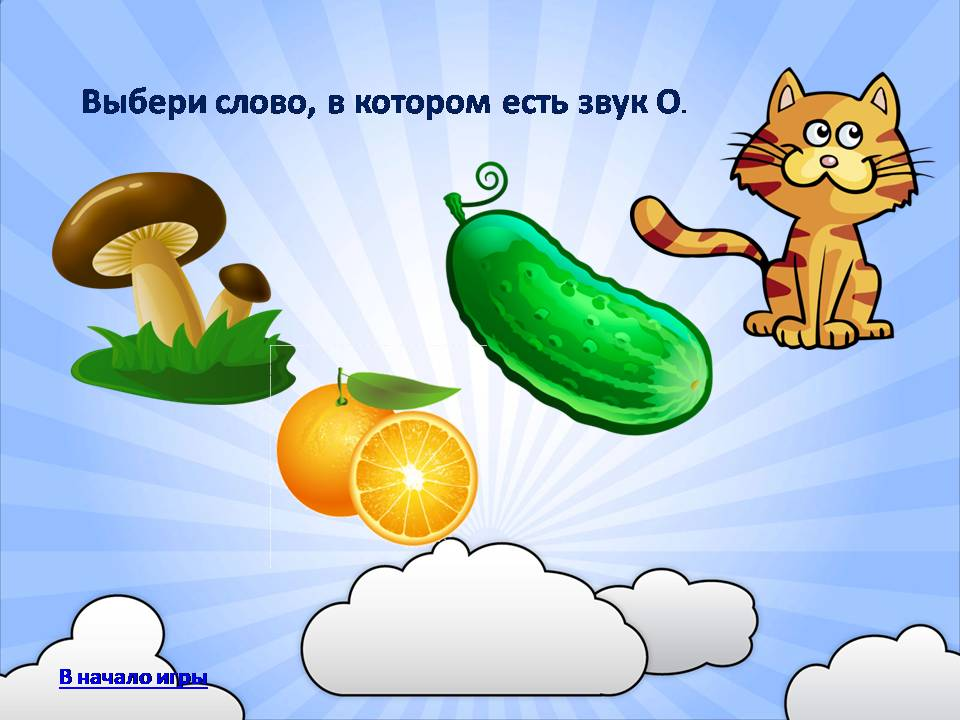 Выбери слово, в котором есть звук О.
В начало игры